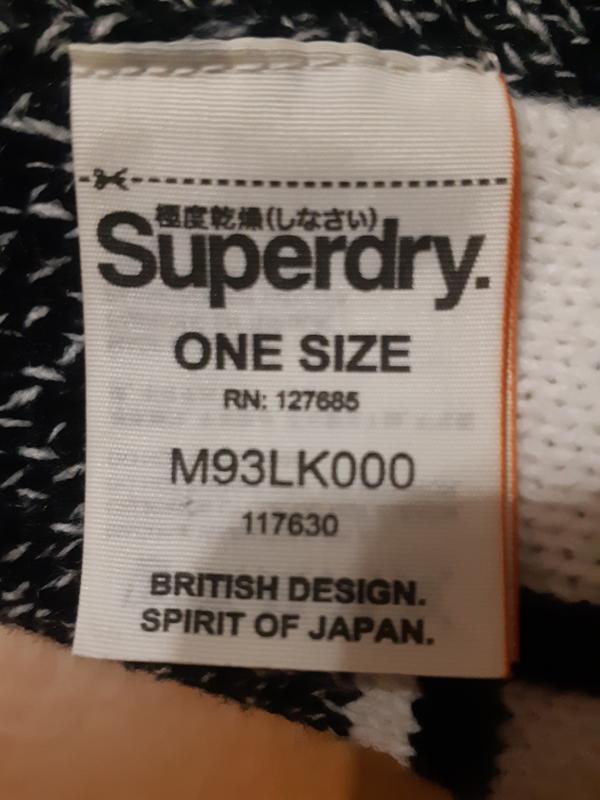 極度乾燥(しなさい)
Superdry.
ONE SIZE
RN: 127685
M93LK000
117630
BRITISH DESIGN.
SPIRIT OF JAPAN.